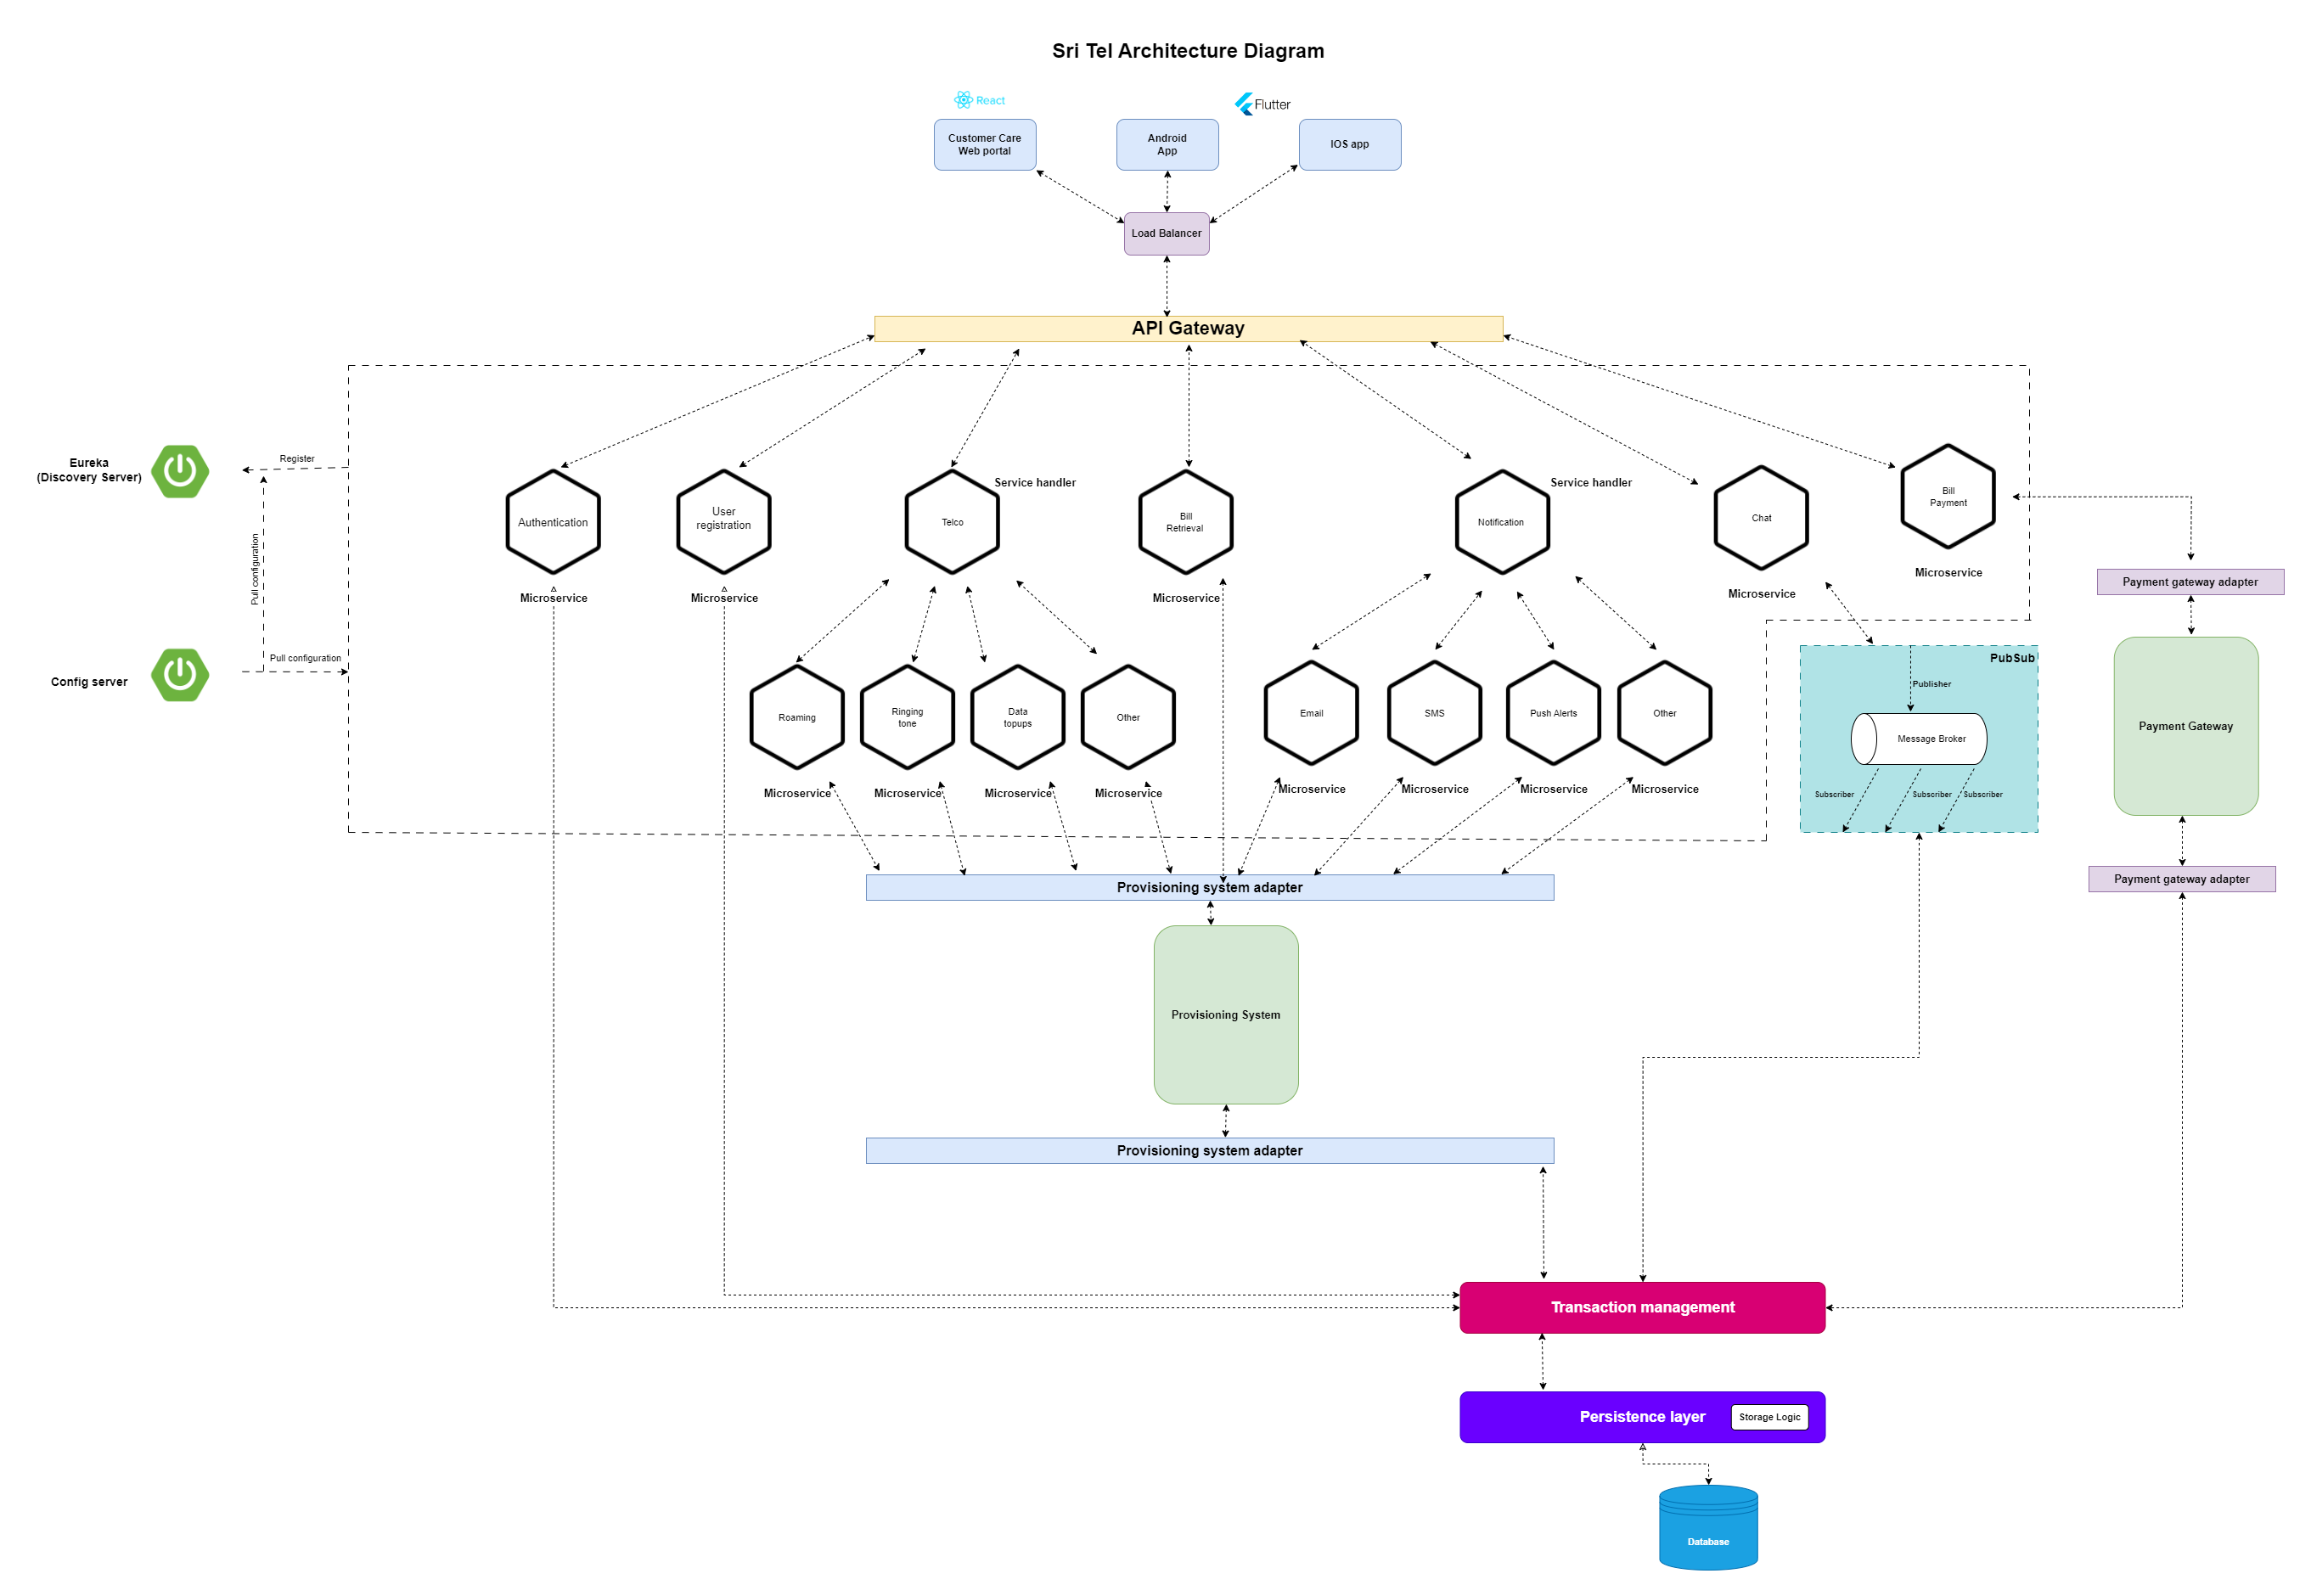 Sri Tel Architecture Diagram
React
Flutter
Customer Care
Web portal
Android
App
IOS app
Load Balancer
API Gateway
Eureka
(Discovery Server)
Register
Pull configuration
Config server
Pull configuration
Authentication
Microservice
User
registration
Microservice
Telco
Service handler
Bill
Retrieval
Microservice
Notification
Service handler
Chat
Microservice
Bill
Payment
Microservice
Roaming
Microservice
Ringing
tone
Microservice
Data
topups
Microservice
Other
Microservice
Email
Microservice
SMS
Microservice
Push Alerts
Microservice
Other
Microservice
PubSub
Publisher
Message Broker
Subscriber
Subscriber
Subscriber
Payment gateway adapter
Payment Gateway
Payment gateway adapter
Provisioning system adapter
Provisioning System
Provisioning system adapter
Transaction management
Persistence layer
Storage Logic
Database